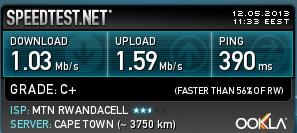 SPEEDTEST.NET
12.05.2013
11:33 EEST
DOWNLOAD UPLOAD PING
1.03 Mb/s 1.59 Mb/s 390 ms
GRADE: C+ (FASTER THAN 56% OF RW)
ISP: MTN RWANDACELL
SERVER: CAPE TOWN (~ 3750 km)
OOKLA